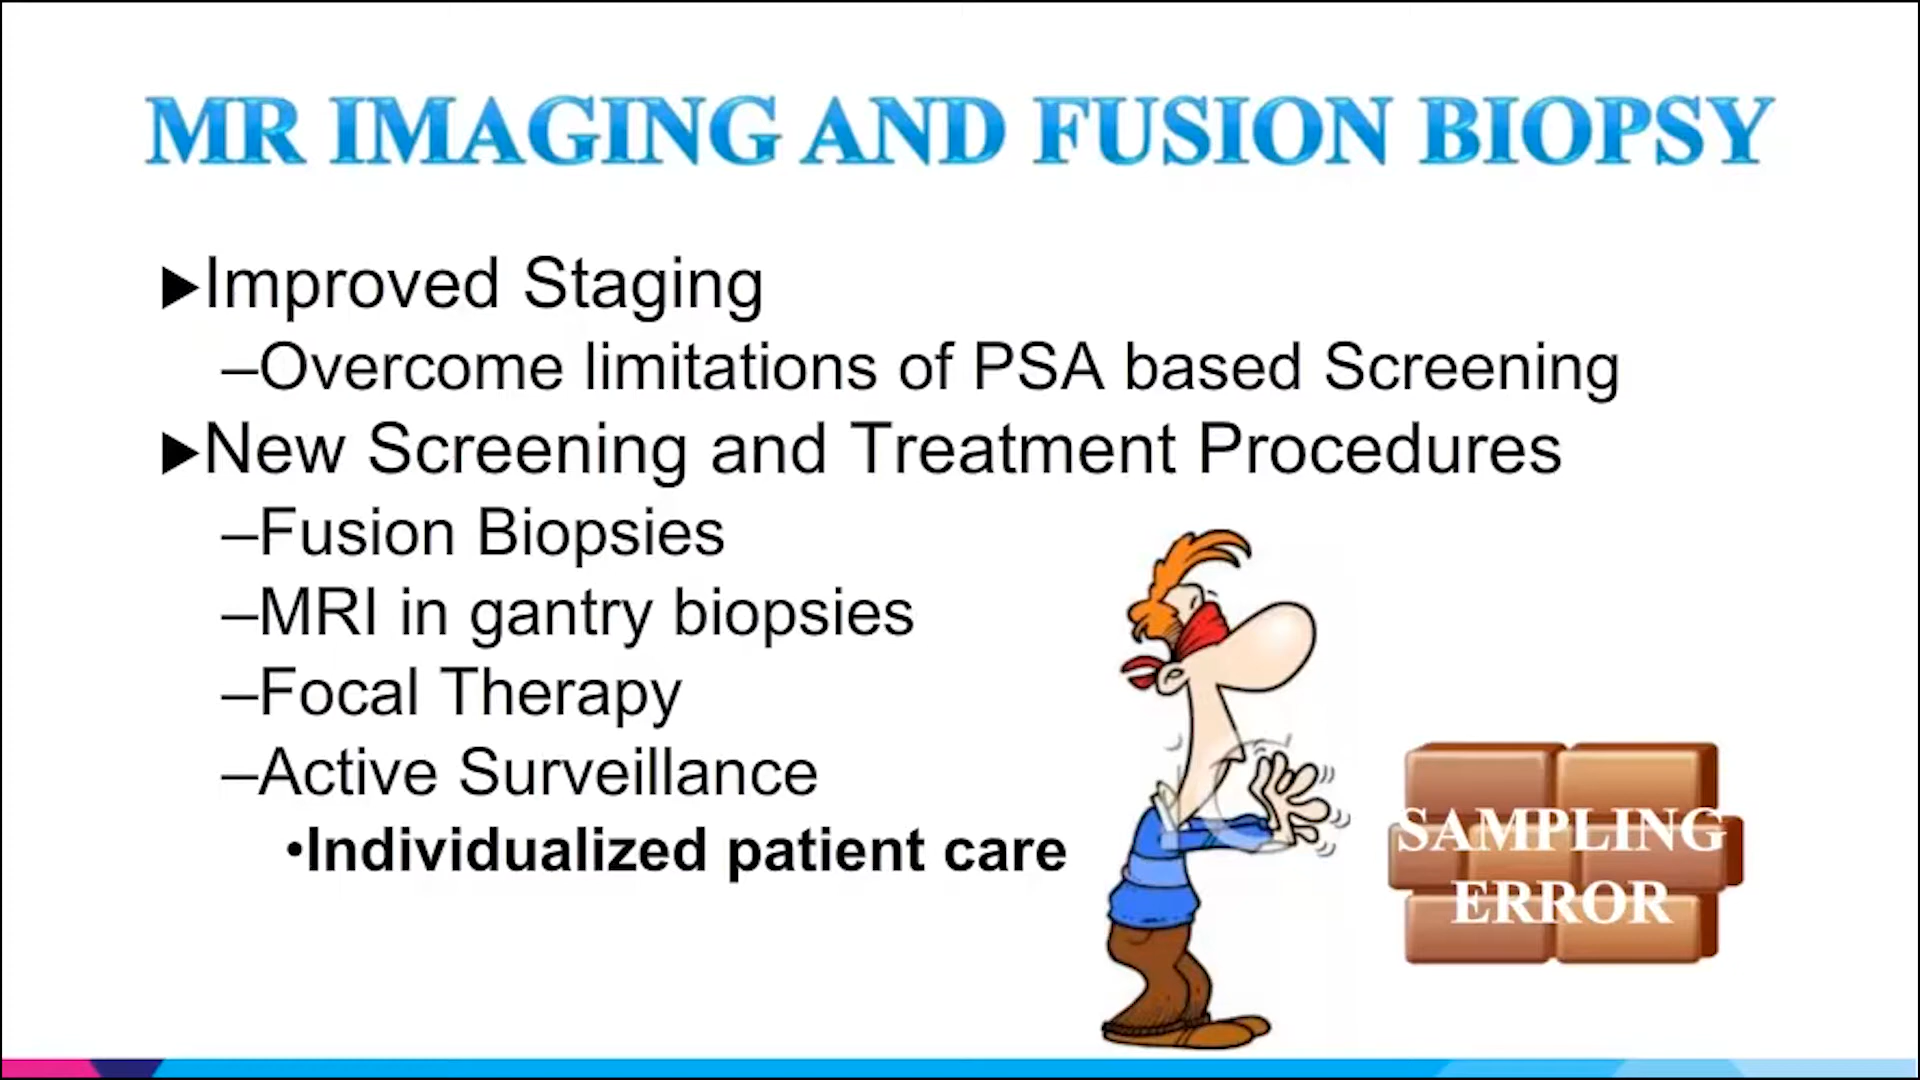 MR IMAGING AND FUSION BIOPSY
▶Improved Staging
–Overcome limitations of PSA based Screening
▶New Screening and Treatment Procedures
–Fusion Biopsies
–MRI in gantry biopsies
–Focal Therapy
–Active Surveillance
•Individualized patient care
SAMPLING
ERROR